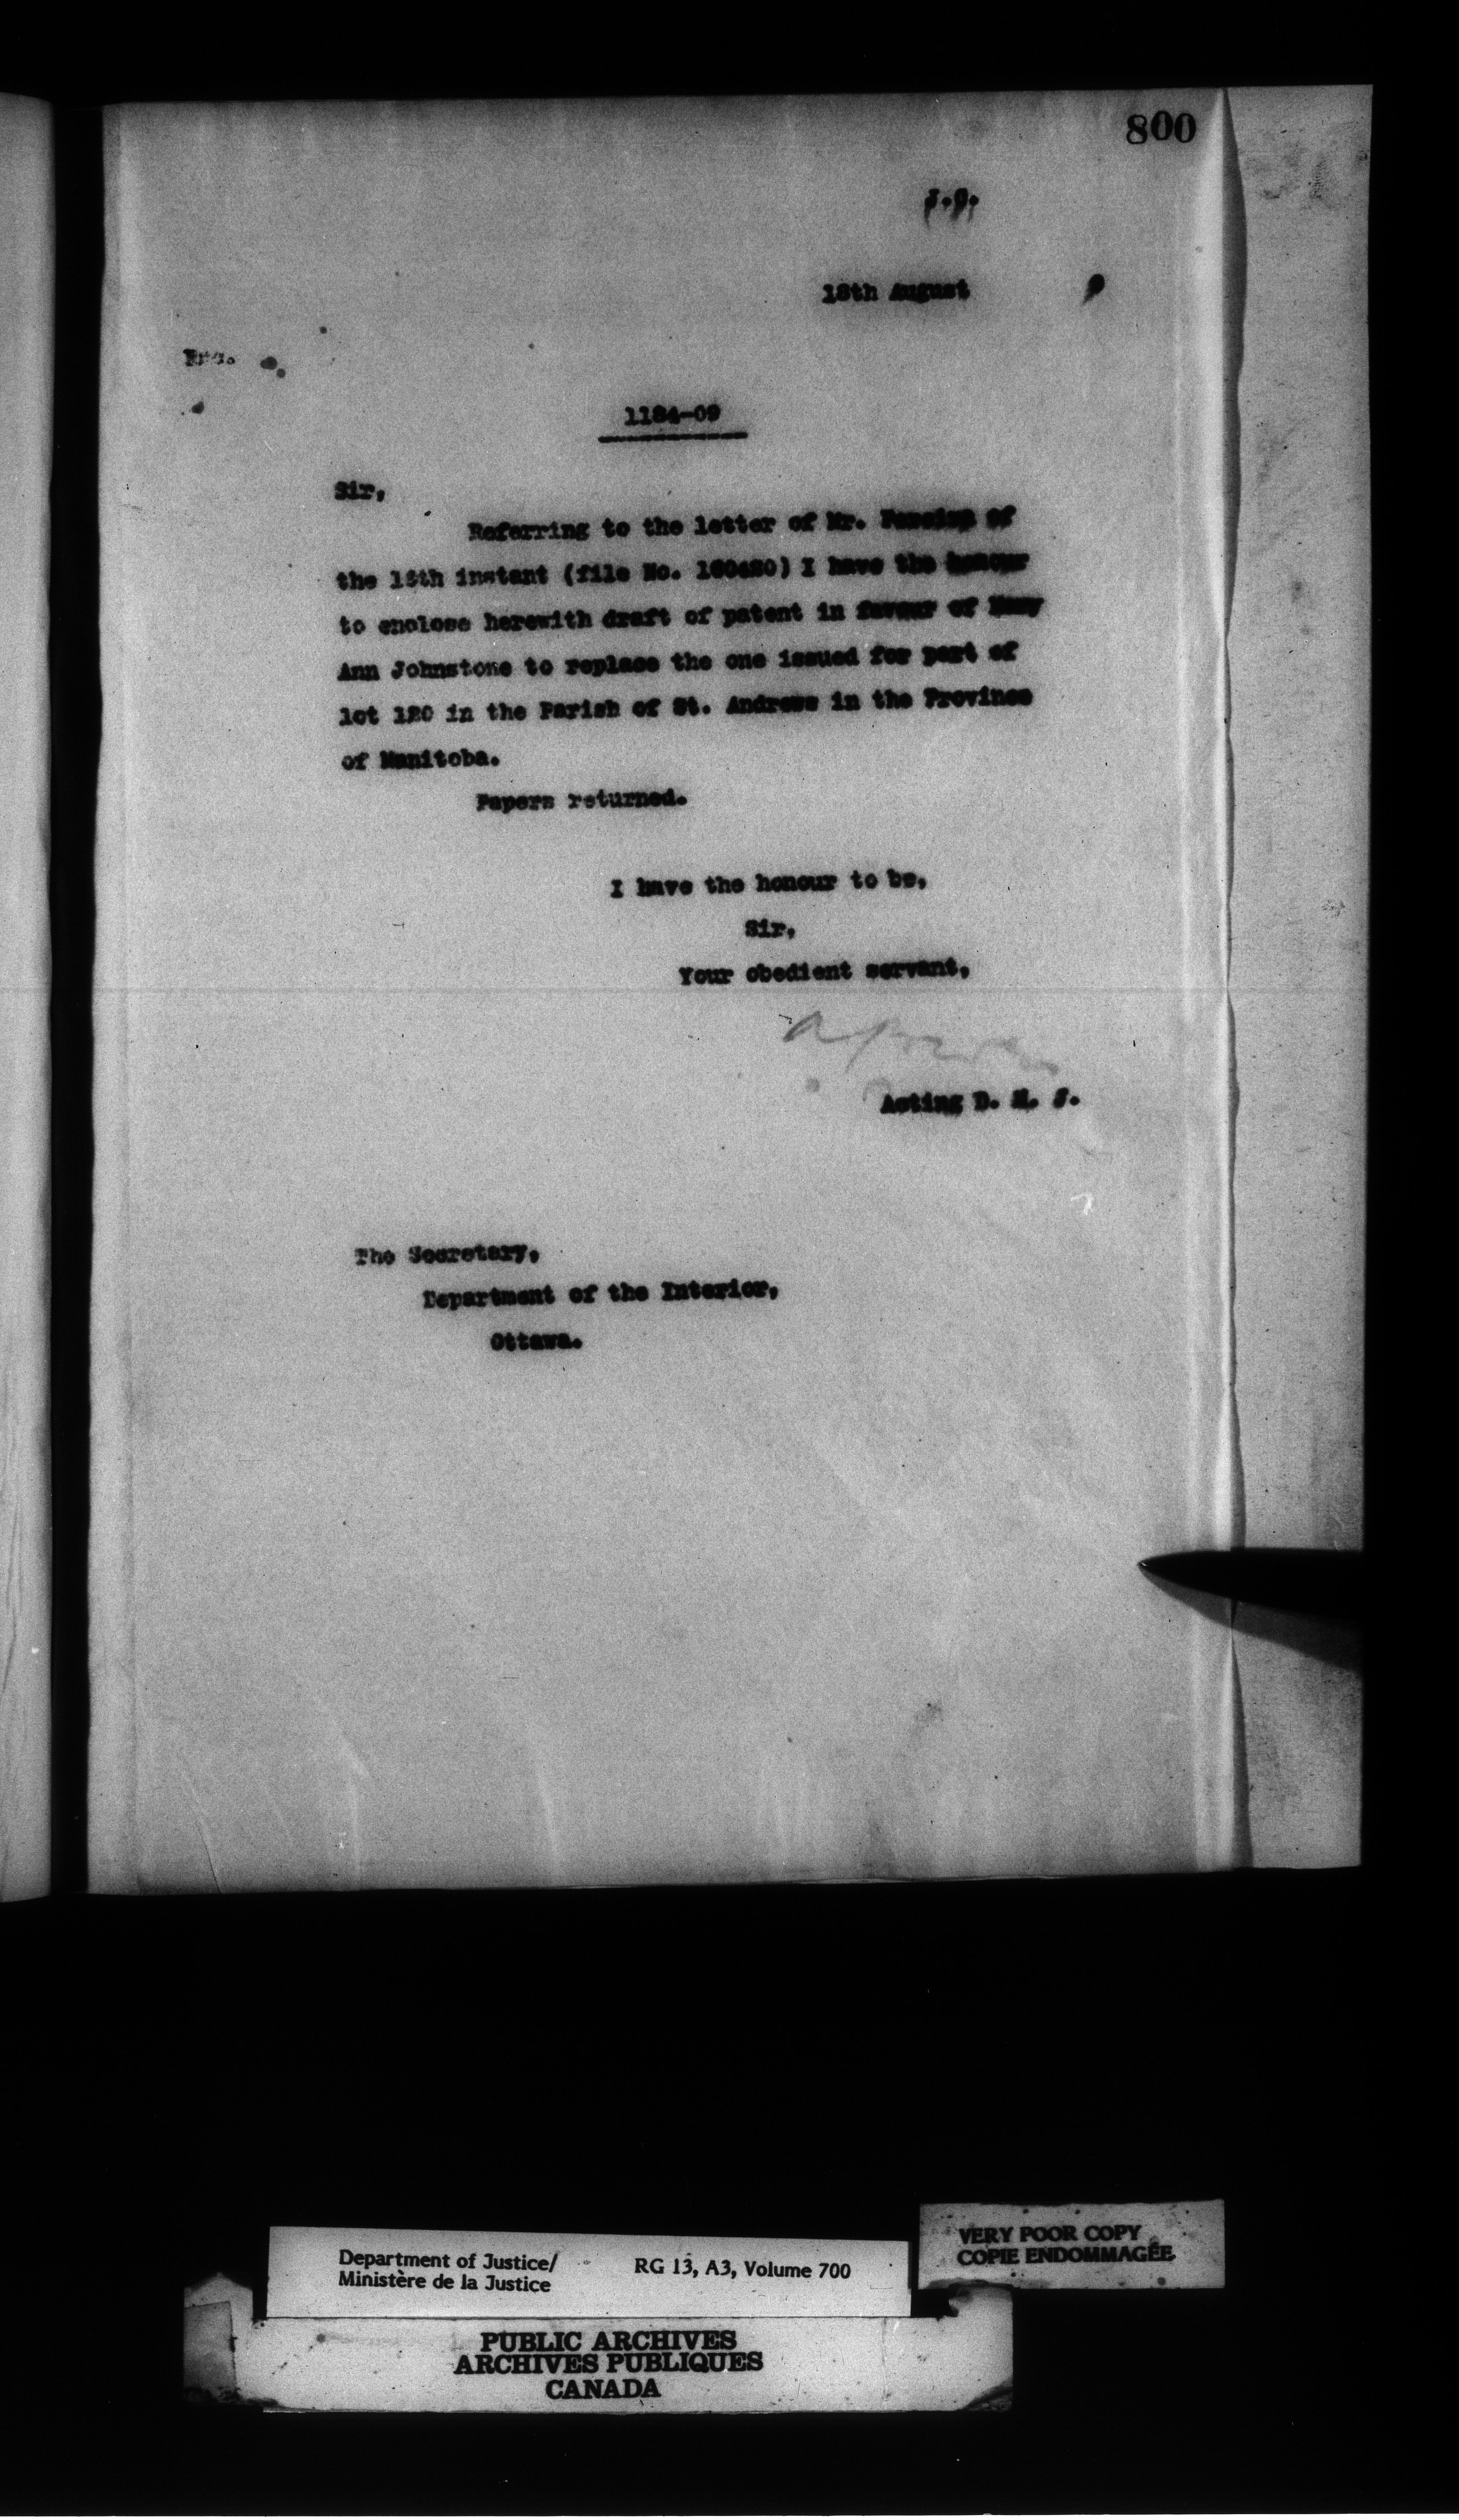 800
J.C.
18th August
1184-09
Sir,
Referring to the letter of Mr. of
the 15th instant (file No. 160480) I have the honour
to enclose herewith draft of patent in favour of Mary
Ann Johnstone to replace the one issued for part of
lot 120 in the Parish of St. Andrews in the Province
of Manitoba.
Papers returned.
I have the honour to be,
Sir,
Your obedient servant,
Acting D. M. J.
The Secretary,
Department of the Interior,
Ottawa.
Department of Justice/
Ministère de la Justice
RG 13, A3, Volume 700
VERY POOR COPY
COPIE ENDOMMAGÉE
PUBLIC ARCHIVES
ARCHIVES PUBLIQUES
CANADA